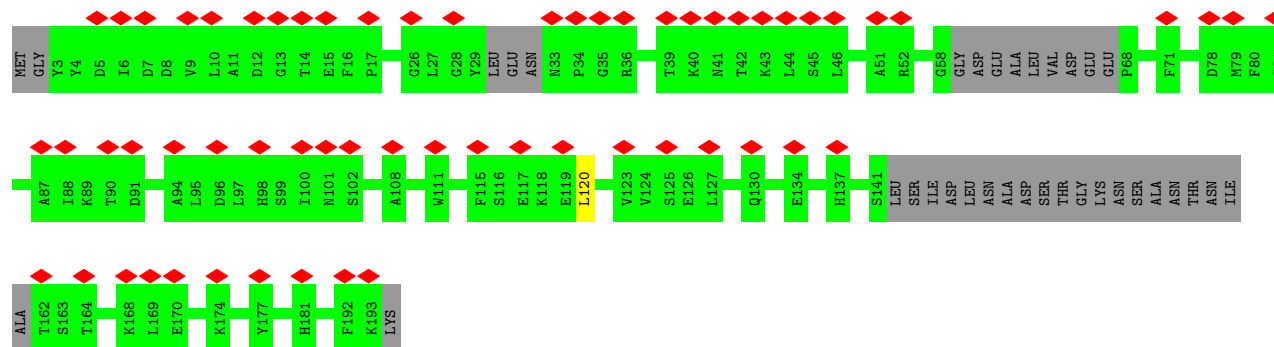 MET GLY Y3 Y4 D5 I6 D7 D8 V9 L10 A11 D12 G13 T14 E15 F16 P17 G26 L27 G28 Y29 LEU GLU ASN N33 P34 G35 R36 T39 K40 N41 T42 K43 L44 S45 L46 A51 R52 G58 GLY ASP GLU ALA LEU VAL ASP GLU GLU P68 F71 D78 M79 F80
A87 I88 K89 T90 D91 A94 L95 D96 L97 H98 S99 I100 N101 S102 A108 W111 F115 S116 E117 K118 E119 L120 V123 V124 S125 E126 L127 Q130 E134 H137 S141 LEU SER ILE ASP LEU ASN ALA ASP SER THR GLY LYS ASN SER ALA ASN THR ASN ILE
ALA T162 S163 T164 K168 L169 E170 K174 Y177 H181 F192 K193 LYS